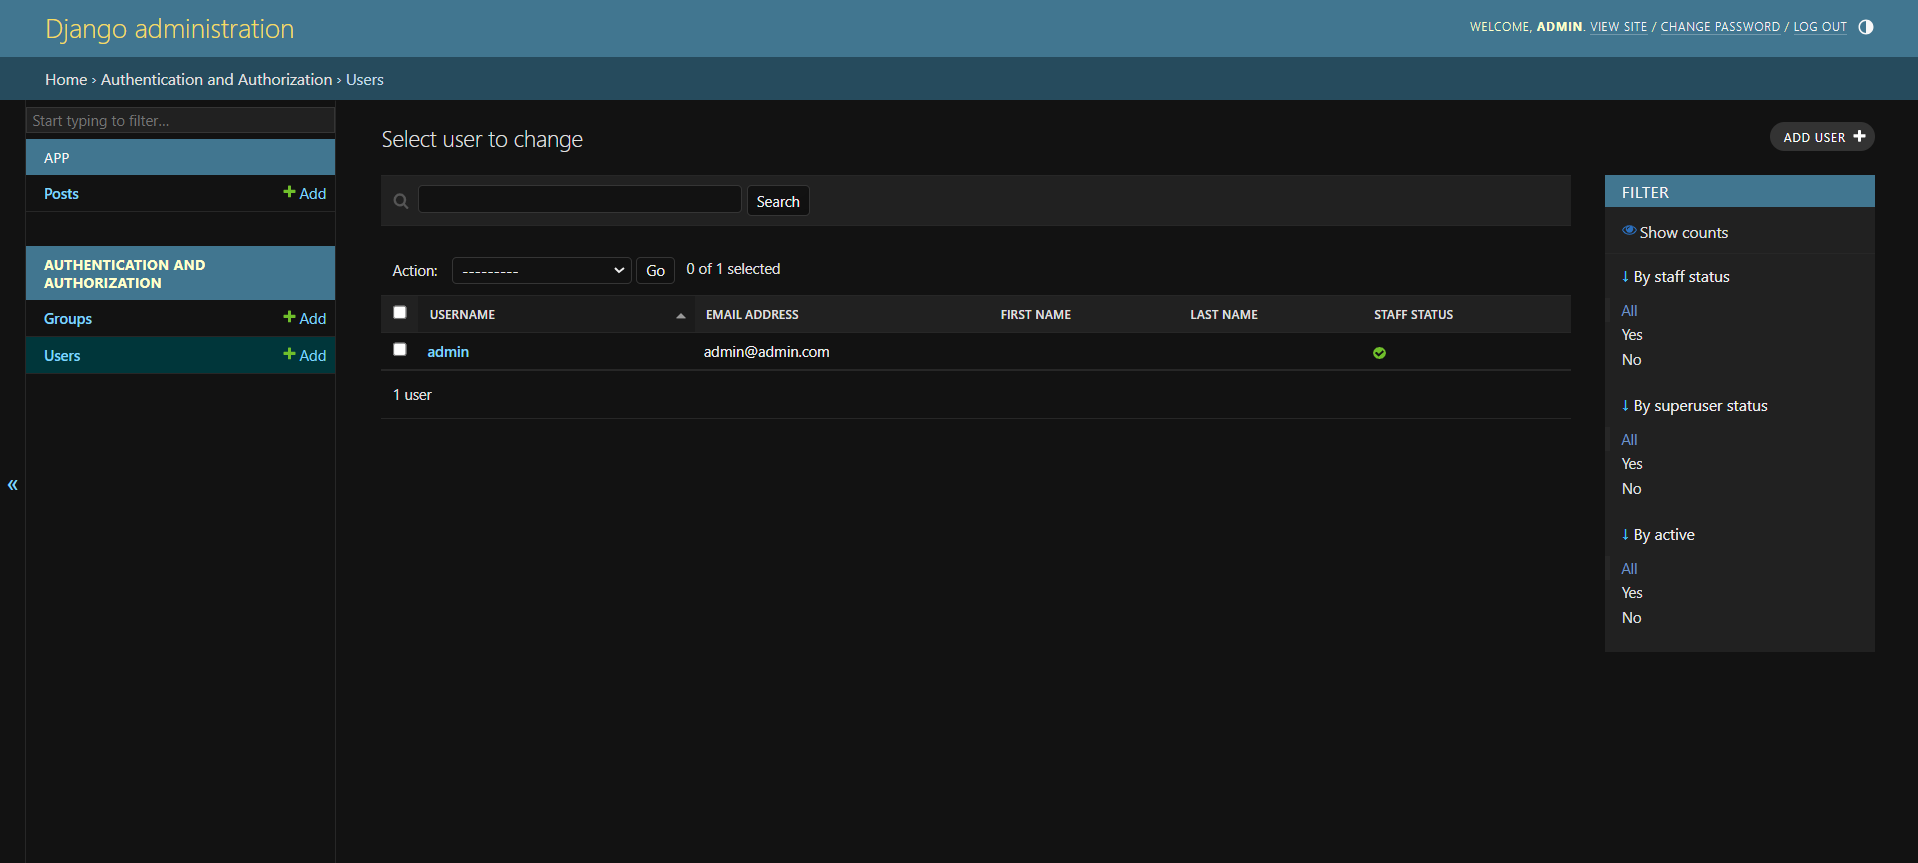 Django administration
WELCOME, ADMIN. VIEW SITE / CHANGE PASSWORD / LOG OUT
Home › Authentication and Authorization › Users
Start typing to filter...
APP
Posts
Add
AUTHENTICATION AND
AUTHORIZATION
Groups
Add
Users
Add
«
Select user to change
ADD USER
Search
Action:
---------
Go
0 of 1 selected
USERNAME EMAIL ADDRESS FIRST NAME LAST NAME STAFF STATUS
admin admin@admin.com
1 user
FILTER
Show counts
↓ By staff status
All
Yes
No
↓ By superuser status
All
Yes
No
↓ By active
All
Yes
No